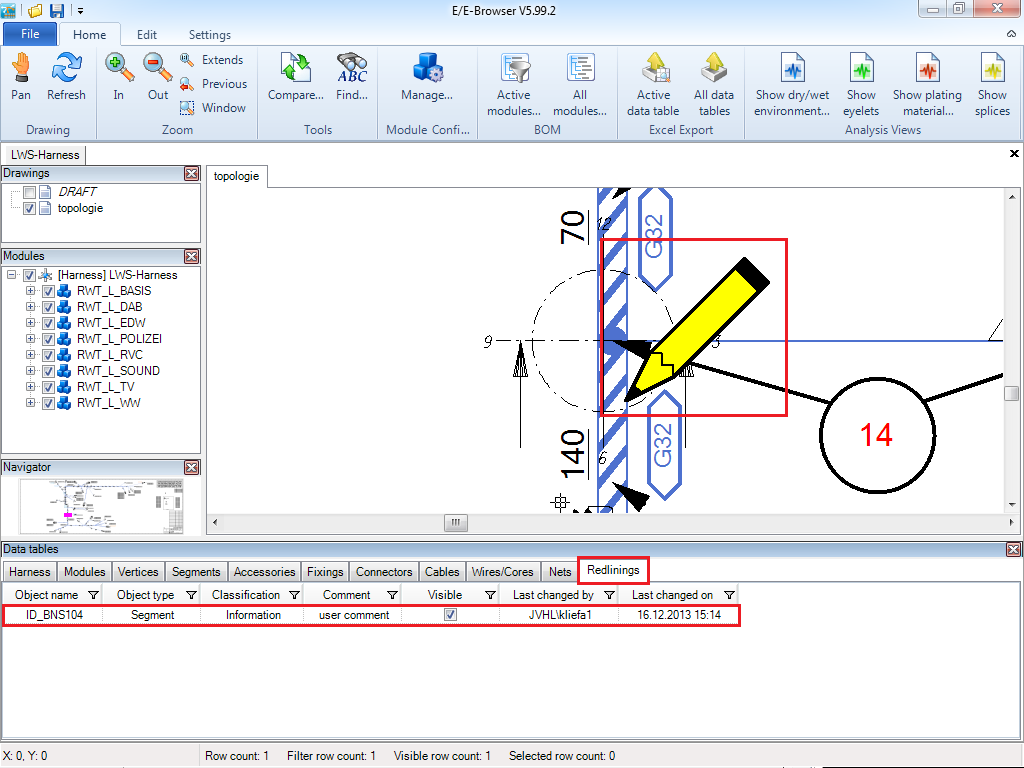 E/E-Browser V5.99.2
File Home Edit Settings
Pan Refresh In Out Extends Previous Window Compare... Find... ABC Manage... Active modules... All modules... Active data table All data tables Show dry/wet environment... Show eyelets Show plating material... Show splices
Drawing Zoom Tools Module Confi... BOM Excel Export Analysis Views
LWS-Harness
Drawings
DRAFT
topologie
Modules
[Harness] LWS-Harness
RWT_L_BASIS
RWT_L_DAB
RWT_L_EDW
RWT_L_POLIZEI
RWT_L_RVC
RWT_L_SOUND
RWT_L_TV
RWT_L_WW
Navigator
topologie
70
12
G32
9
3
14
140
6
G32
Data tables
Harness Modules Vertices Segments Accessories Fixings Connectors Cables Wires/Cores Nets Redlinings
Object name Object type Classification Comment Visible Last changed by Last changed on
ID_BNS104 Segment Information user comment JVHL\kliefa1 16.12.2013 15:14
X: 0, Y: 0 Row count: 1 Filter row count: 1 Visible row count: 1 Selected row count: 0